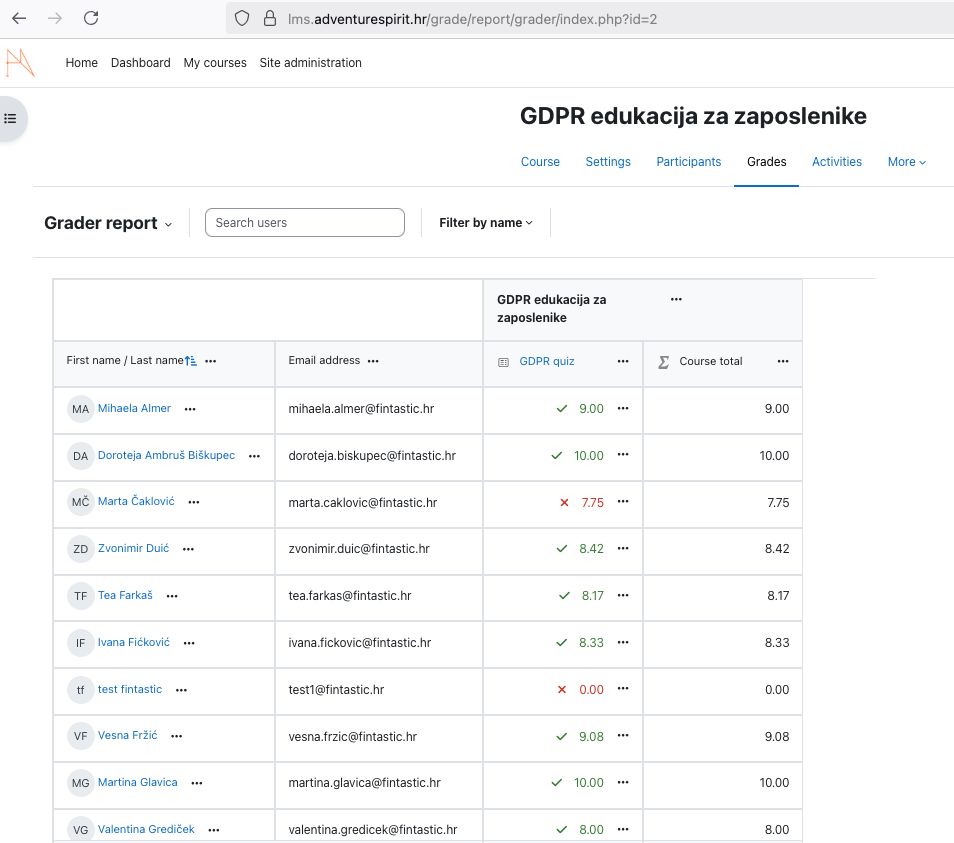 lms.adventurespirit.hr/grade/report/grader/index.php?id=2
Home Dashboard My courses Site administration
GDPR edukacija za zaposlenike
Course Settings Participants Grades Activities More
Grader report Search users Filter by name
GDPR edukacija za
zaposlenike
First name / Last name Email address GDPR quiz Course total
MA Mihaela Almer mihaela.almer@fintastic.hr 9.00 9.00
DA Doroteja Ambruš Biškupec doroteja.biskupec@fintastic.hr 10.00 10.00
MČ Marta Čaklović marta.caklovic@fintastic.hr 7.75 7.75
ZD Zvonimir Duić zvonimir.duic@fintastic.hr 8.42 8.42
TF Tea Farkaš tea.farkas@fintastic.hr 8.17 8.17
IF Ivana Fićković ivana.fickovic@fintastic.hr 8.33 8.33
tf test fintastic test1@fintastic.hr 0.00 0.00
VF Vesna Fržić vesna.frzic@fintastic.hr 9.08 9.08
MG Martina Glavica martina.glavica@fintastic.hr 10.00 10.00
VG Valentina Grediček valentina.gredicek@fintastic.hr 8.00 8.00